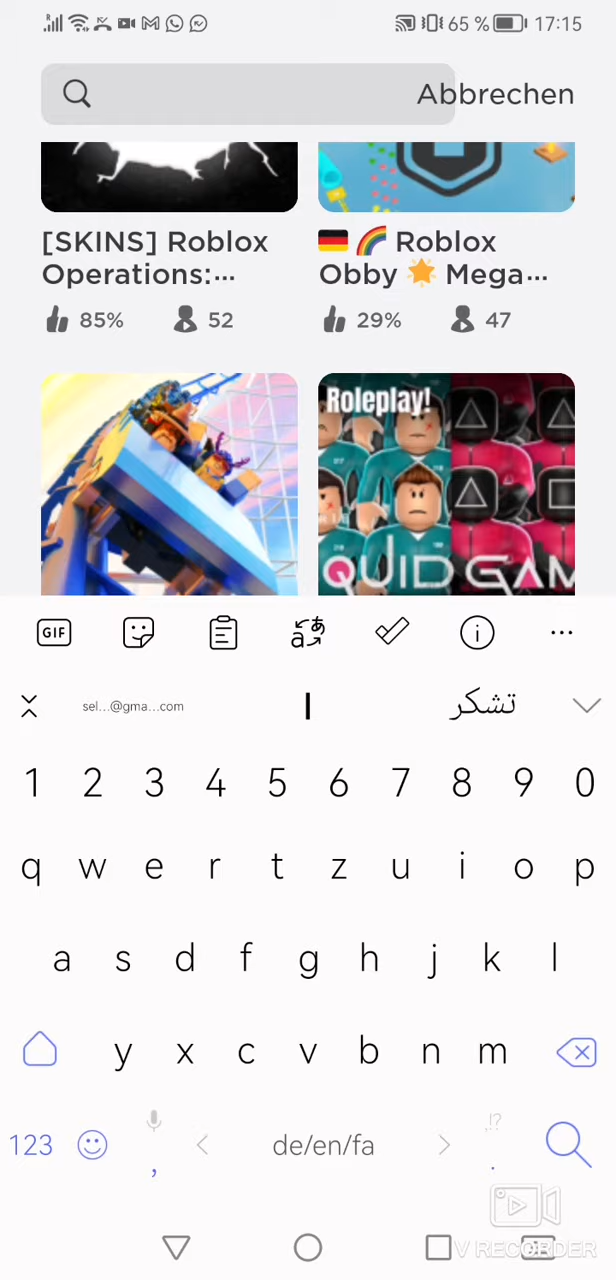 65 % 17:15
Abbrechen
[SKINS] Roblox
Operations:...
85% 52
Roblox
Obby Mega...
29% 47
Roleplay!
QUID GAM
GIF
sel...@gma...com
I
تشکر
1 2 3 4 5 6 7 8 9 0
q w e r t z u i o p
a s d f g h j k l
y x c v b n m
123 , de/en/fa ,!? .
V RECORDER